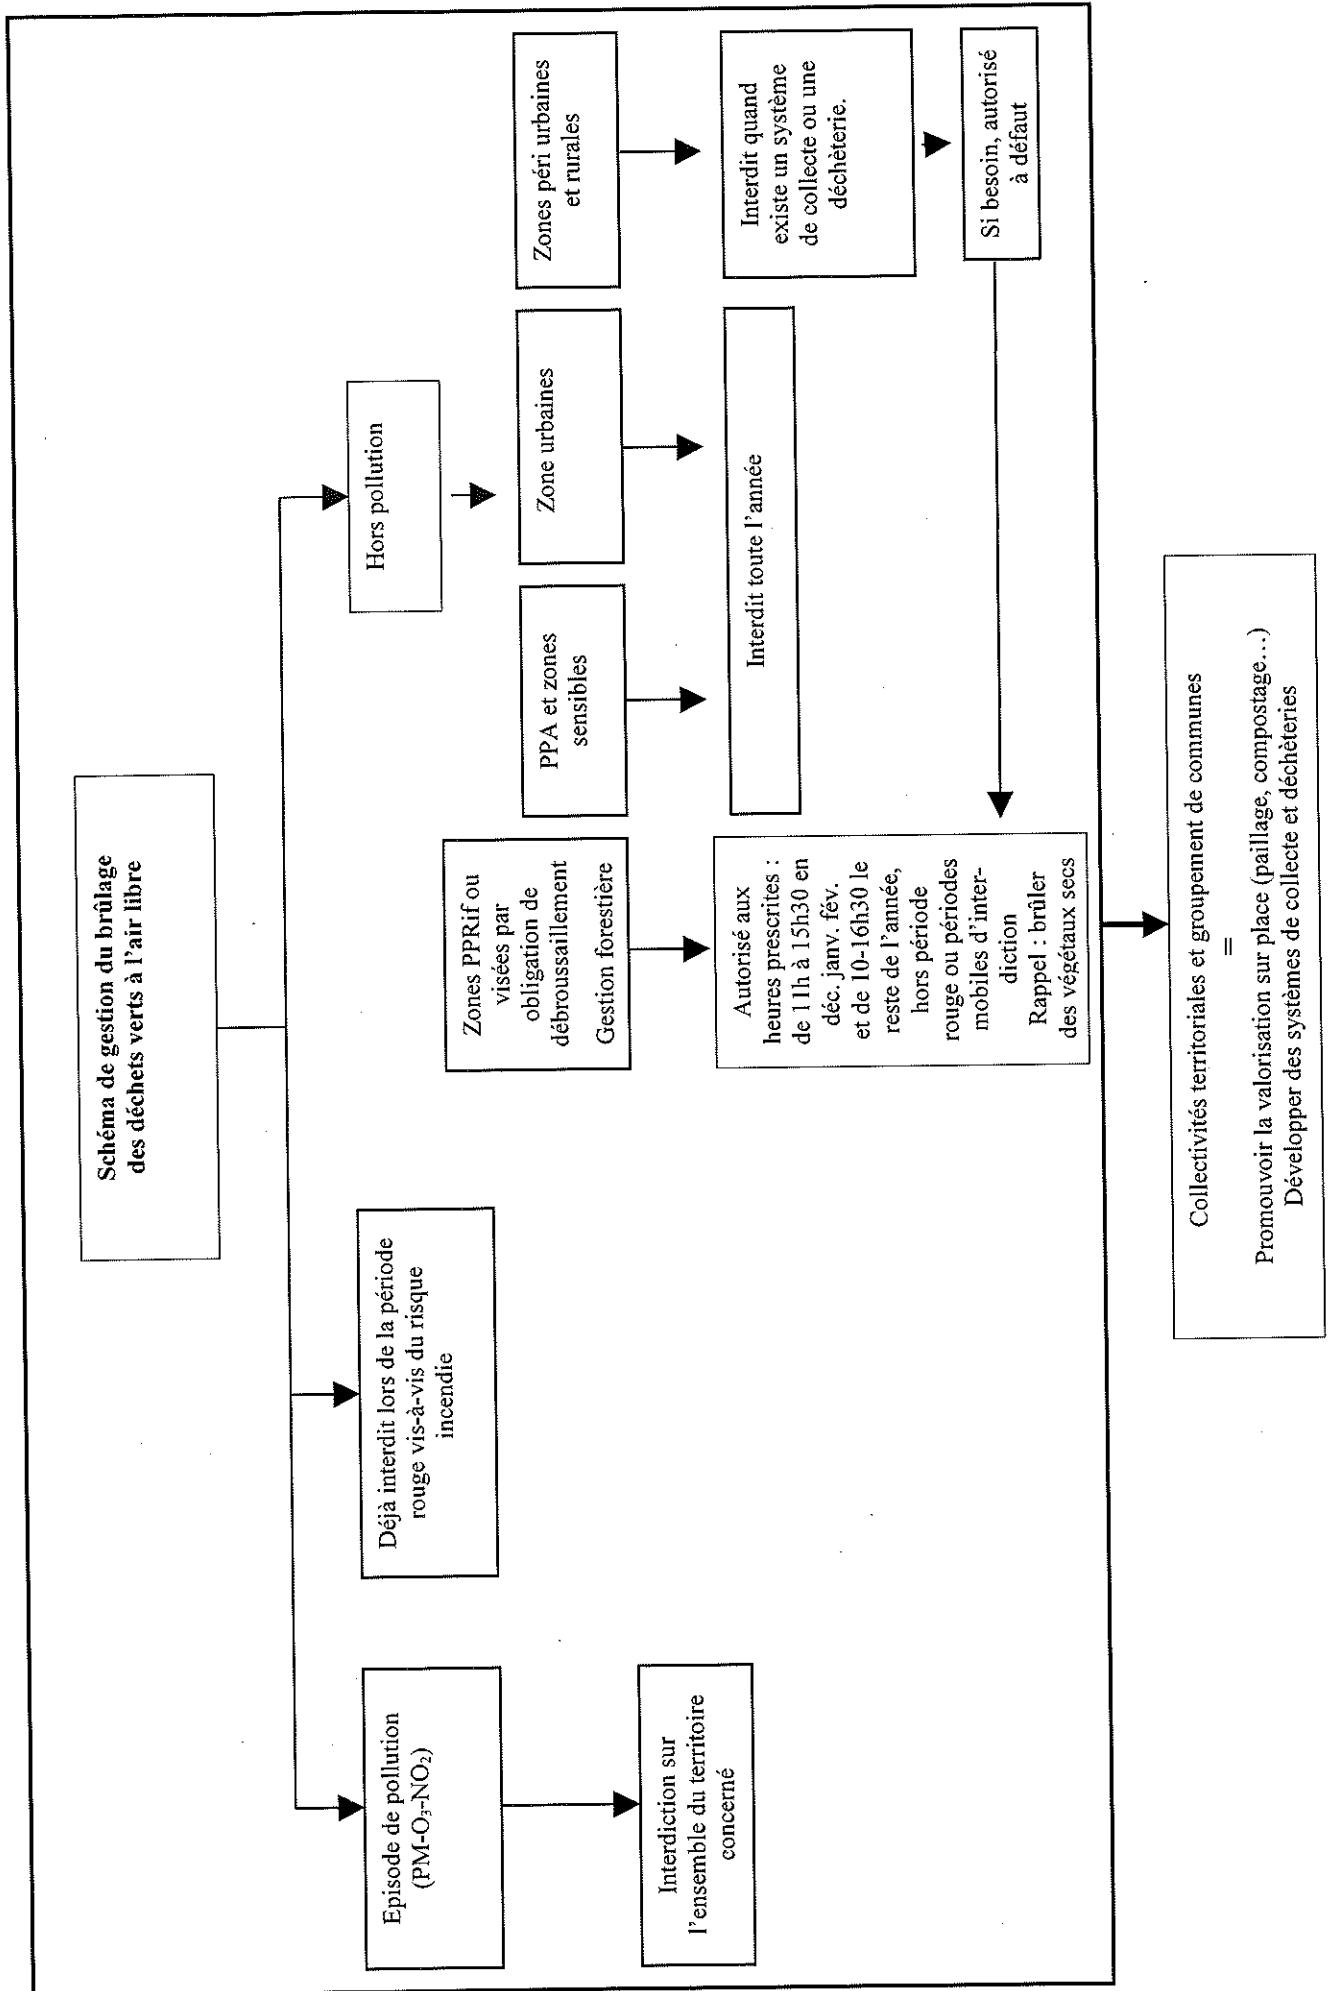 Schéma de gestion du brûlage
des déchets verts à l'air libre
Episode de pollution
(PM-O₃-NO₂)
Interdiction sur
l'ensemble du territoire
concerné
Déjà interdit lors de la période
rouge vis-à-vis du risque
incendie
Hors pollution
Zones PPRif ou
visées par
obligation de
débroussaillement
Gestion forestière
PPA et zones
sensibles
Zone urbaines
Zones péri urbaines
et rurales
Autorisé aux
heures prescrites :
de 11h à 15h30 en
déc. janv. fév.
et de 10-16h30 le
reste de l'année,
hors période
rouge ou périodes
mobiles d'inter-
diction
Rappel : brûler
des végétaux secs
Interdit toute l'année
Interdit quand
existe un système
de collecte ou une
déchèterie.
Si besoin, autorisé
à défaut
Collectivités territoriales et groupement de communes
=
Promouvoir la valorisation sur place (paillage, compostage…)
Développer des systèmes de collecte et déchèteries